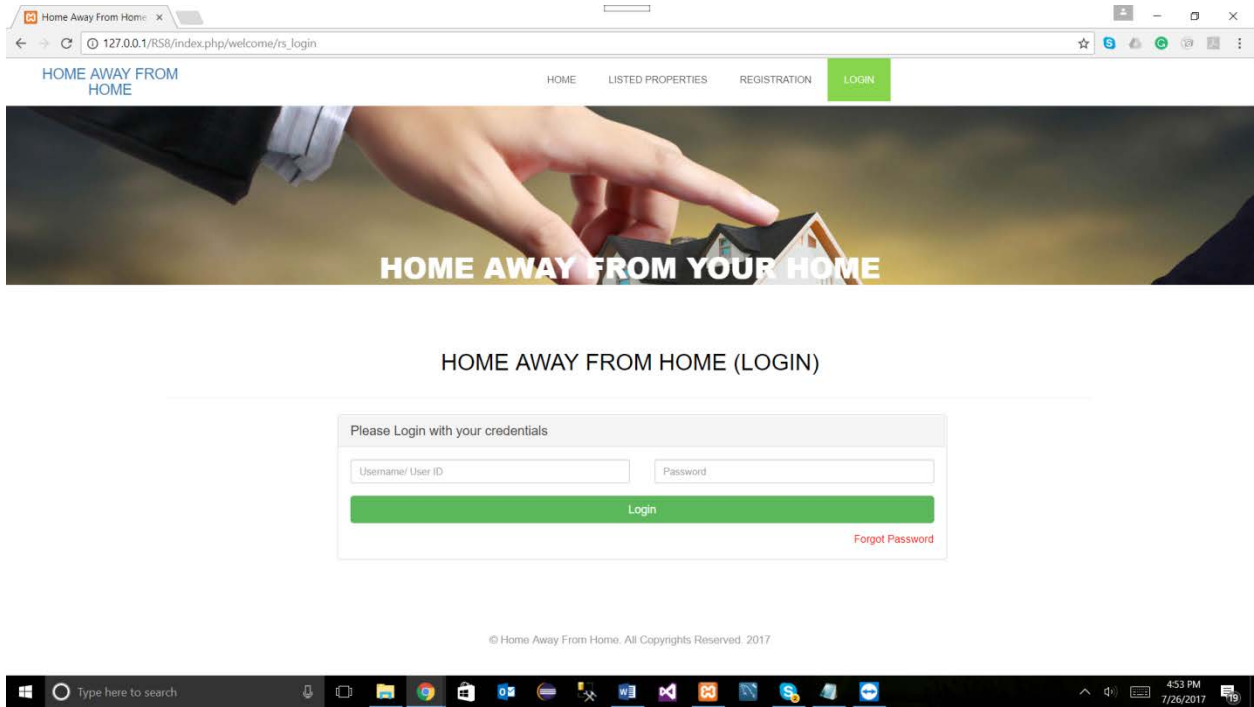 Home Away From Home
127.0.0.1/RS8/index.php/welcome/rs_login
HOME AWAY FROM
HOME
HOME
LISTED PROPERTIES
REGISTRATION
LOGIN
HOME AWAY FROM YOUR HOME
HOME AWAY FROM HOME (LOGIN)
Please Login with your credentials
Username/ User ID
Password
Login
Forgot Password
© Home Away From Home. All Copyrights Reserved. 2017
Type here to search
4:53 PM
7/26/2017
19